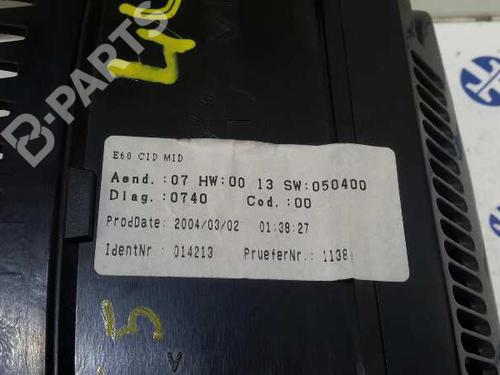 B-PARTS
E60 CID MID
Aend. :07 HW:00 13 SW:050400
Diag. :0740 Cod. :00
ProdDate: 2004/03/02 01:38:27
IdentNr : 014213 PrueferNr.: 1138
5 V